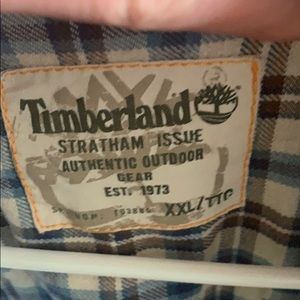 Timberland
STRATHAM ISSUE
AUTHENTIC OUTDOOR
GEAR
EST. 1973
XXL/TTG